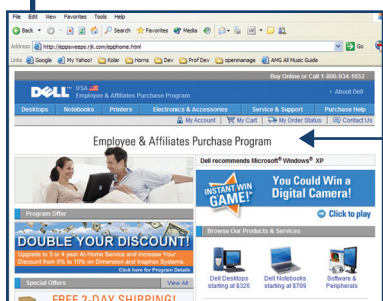 File Edit View Favorites Tools Help
Back Search Favorites Media
Address http://eppsweeps.rjk.com/epphome.html Go
Links Google My Yahoo! Kolar Horns Dev Prof Dev openmanage AMG All Music Guide
Buy Online or Call 1-800-934-1652
DELL USA
Employee & Affiliates Purchase Program
About Dell
Desktops Notebooks Printers Electronics & Accessories Service & Support Purchase Help
My Account My Cart My Order Status Contact Us
Employee & Affiliates Purchase Program
Dell recommends Microsoft® Windows® XP
INSTANT WIN GAME!
You Could Win a
Digital Camera!
Click to play
Program Offer
DOUBLE YOUR DISCOUNT!
Upgrade to 3 or 4 year At-Home Service and Increase Your
Discount from 5% to 10% on Dimension and Inspiron Systems.
Click here for Program Details
Browse Our Products & Services
Dell Desktops
starting at $326
Dell Notebooks
starting at $709
Software &
Peripherals
Special Offers View All
FREE 2-DAY SHIPPING!